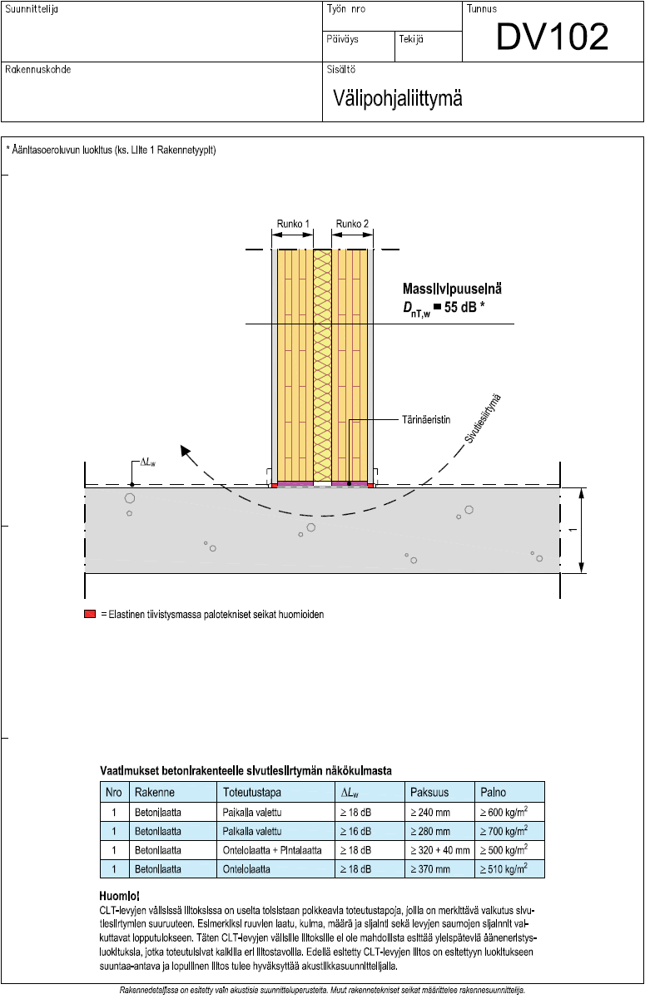 Suunnittelija
Työn nro
Tunnus
DV102
Päiväys
Tekijä
Rakennuskohde
Sisältö
Välipohjaliittymä
* Äänitasoeroluvun luokitus (ks. Liite 1 Rakennetyypit)
Runko 1
Runko 2
Massiivipuuseinä
DnT,w = 55 dB *
Tärinäeristin
Sivutiesiirtymä
ΔLw
1
= Elastinen tiivistysmassa palotekniset seikat huomioiden
Vaatimukset betonirakenteelle sivutiesiirtymän näkökulmasta
Nro Rakenne Toteutustapa ΔLw Paksuus Paino
1 Betonilaatta Paikalla valettu ≥ 18 dB ≥ 240 mm ≥ 600 kg/m²
1 Betonilaatta Paikalla valettu ≥ 16 dB ≥ 280 mm ≥ 700 kg/m²
1 Betonilaatta Ontelolaatta + Pintalaatta ≥ 18 dB ≥ 320 + 40 mm ≥ 500 kg/m²
1 Betonilaatta Ontelolaatta ≥ 18 dB ≥ 370 mm ≥ 510 kg/m²
Huomio!
CLT-levyjen välisissä liitoksissa on useita toisistaan poikkeavia toteutustapoja, joilla on merkittävä vaikutus sivu-
tiesiirtymien suuruuteen. Esimerkiksi ruuvien laatu, kulma, määrä ja sijainti sekä levyjen saumojen sijainnit vai-
kuttavat lopputulokseen. Täten CLT-levyjen välisille liitoksille ei ole mahdollista esittää yleispäteviä ääneneristys-
luokituksia, jotka toteutuisivat kaikilla eri liitostavoilla. Edellä esitetty CLT-levyjen liitos on esitettyyn luokitukseen
suuntaa-antava ja lopullinen liitos tulee hyväksyttää akustiikkasuunnittelijalla.
Rakennedetaljissa on esitetty vain akustisia suunnitteluperusteita. Muut rakennetekniset seikat määrittelee rakennesuunnittelija.